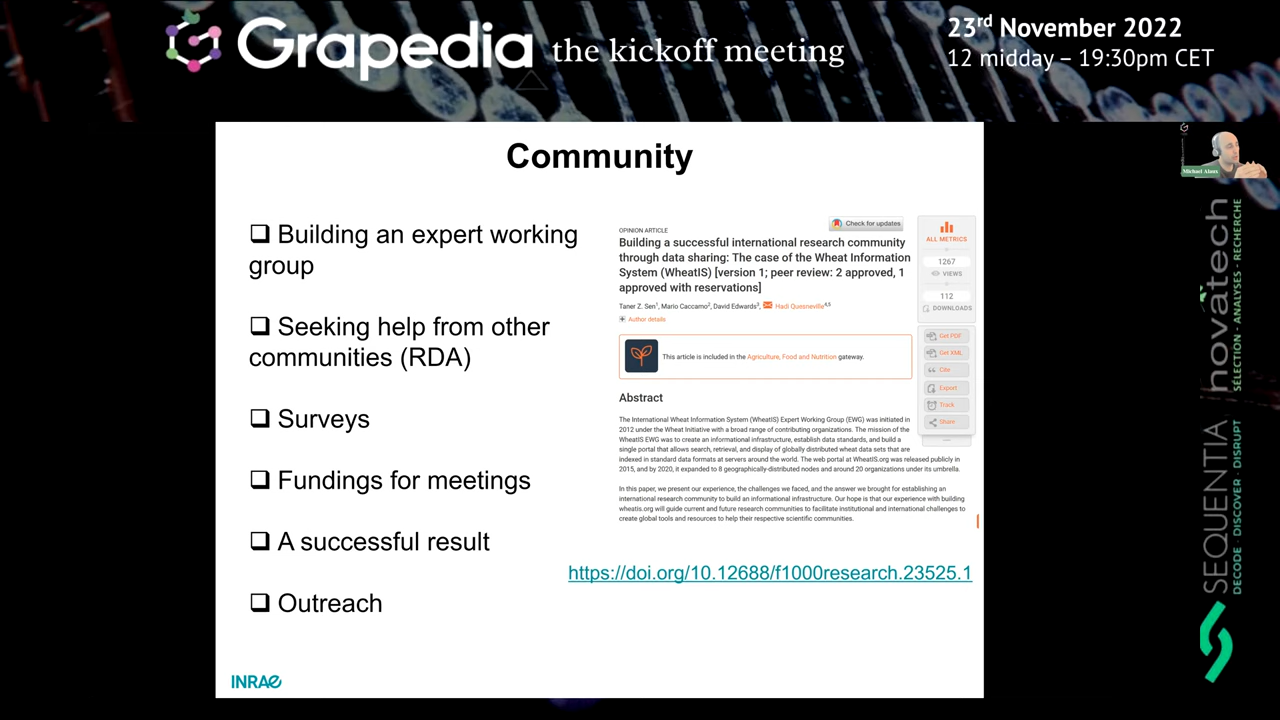 Grapedia the kickoff meeting
23rd November 2022
12 midday – 19:30pm CET
Michael Alaux
Community
❑ Building an expert working
group
❑ Seeking help from other
communities (RDA)
❑ Surveys
❑ Fundings for meetings
❑ A successful result
❑ Outreach
Check for updates
OPINION ARTICLE
Building a successful international research community
through data sharing: The case of the Wheat Information
System (WheatIS) [version 1; peer review: 2 approved, 1
approved with reservations]
Taner Z. Sen1, Mario Caccamo2, David Edwards3, Hadi Quesneville4,5
Author details
This article is included in the Agriculture, Food and Nutrition gateway.
Abstract
The International Wheat Information System (WheatIS) Expert Working Group (EWG) was initiated in
2012 under the Wheat Initiative with a broad range of contributing organizations. The mission of the
WheatIS EWG was to create an informational infrastructure, establish data standards, and build a
single portal that allows search, retrieval, and display of globally distributed wheat data sets that are
indexed in standard data formats at servers around the world. The web portal at WheatIS.org was released publicly in
2015, and by 2020, it expanded to 8 geographically-distributed nodes and around 20 organizations under its umbrella.
In this paper, we present our experience, the challenges we faced, and the answer we brought for establishing an
international research community to build an informational infrastructure. Our hope is that our experience with building
wheatis.org will guide current and future research communities to facilitate institutional and international challenges to
create global tools and resources to help their respective scientific communities.
ALL METRICS
1267
VIEWS
112
DOWNLOADS
Get PDF
Get XML
Cite
Export
Track
Share
https://doi.org/10.12688/f1000research.23525.1
INRAE
novatech
SÉLECTION - ANALYSES - RECHERCHE
SEQUENTIA
DECODE · DISCOVER · DISRUPT